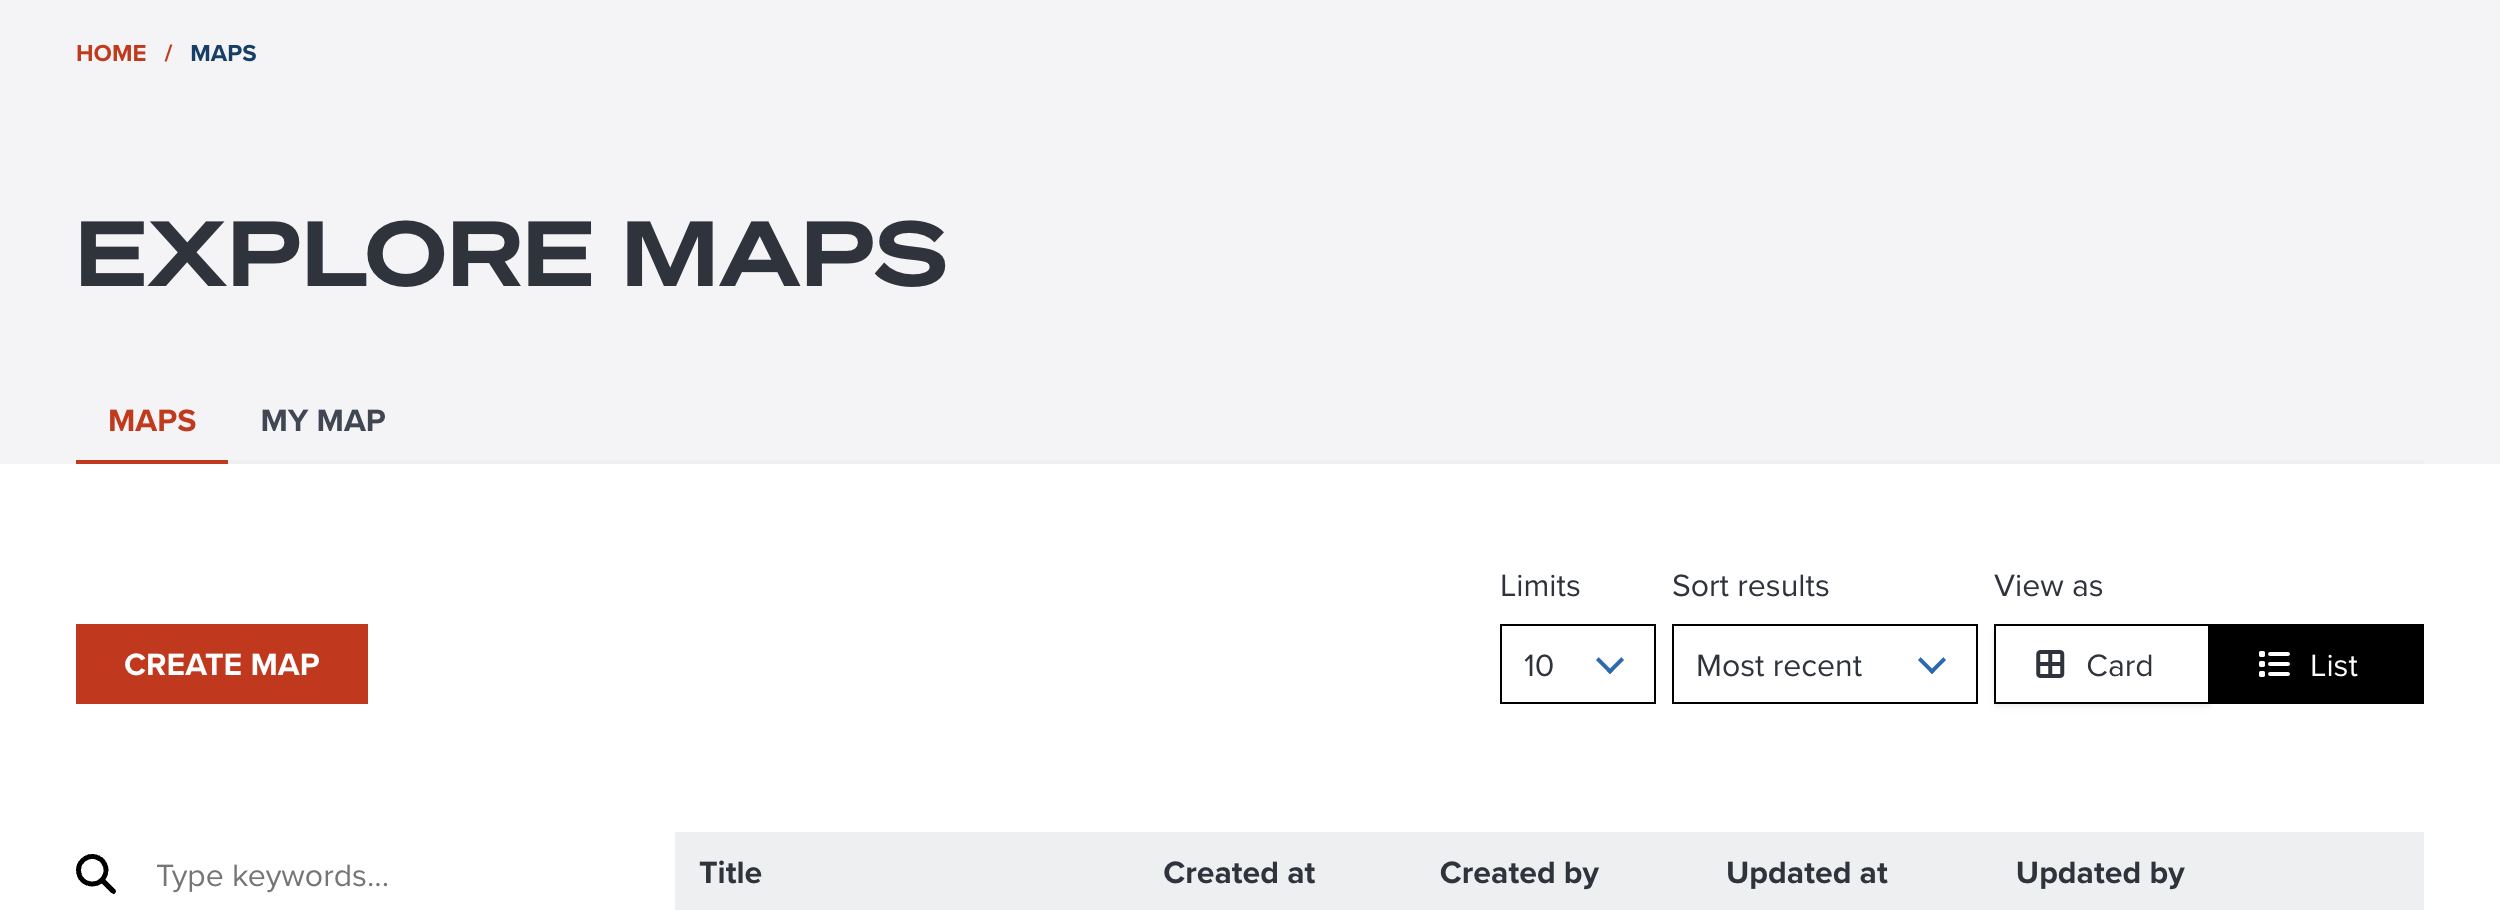 HOME / MAPS
EXPLORE MAPS
MAPS MY MAP
Limits Sort results View as
CREATE MAP 10 Most recent Card List
Type keywords... Title Created at Created by Updated at Updated by